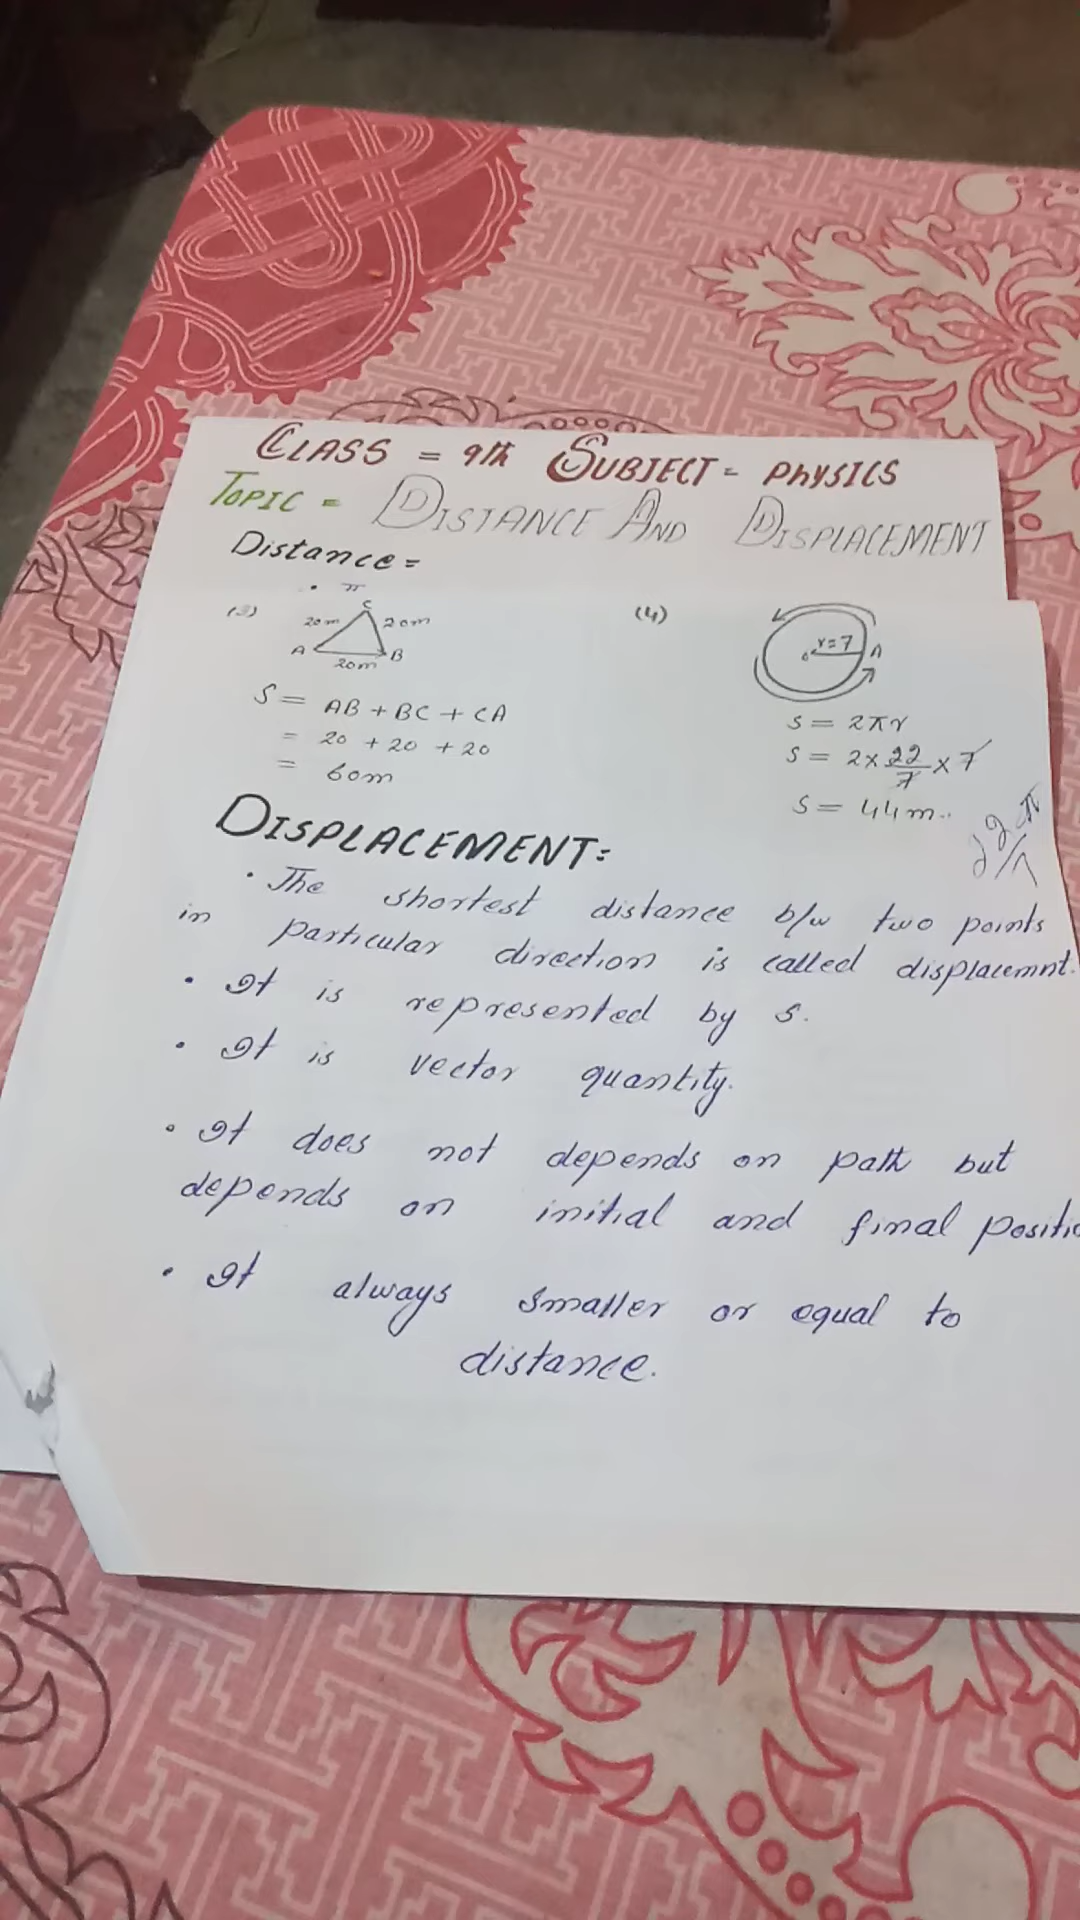 CLASS = 9th SUBJECT = PHYSICS
TOPIC = DISTANCE AND DISPLACEMENT
Distance =
(3)
C
20m 20m
A B
20m
S = AB + BC + CA
= 20 + 20 + 20
= 60m
(4)
r=7 A
S = 2πr
S = 2 × 22/7 × 7
S = 44m..
DISPLACEMENT:
• The shortest distance b/w two points
in particular direction is called displacemnt.
• It is represented by s.
• It is vector quantity.
• It does not depends on path but
depends on initial and final positio
• It always smaller or equal to
distance.